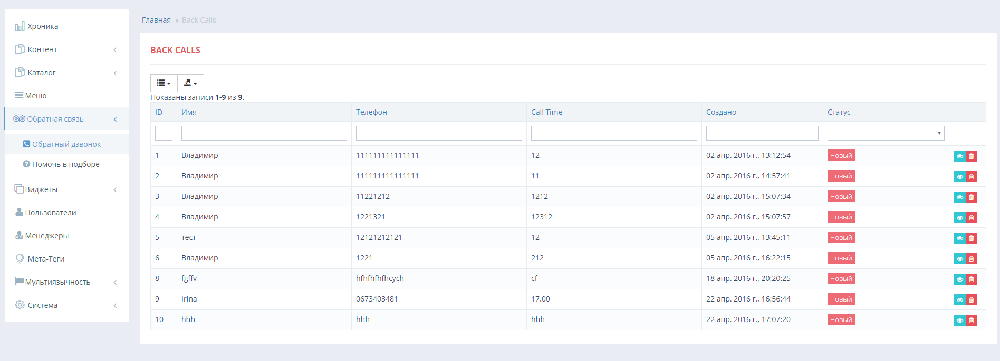 Хроника
Контент
Каталог
Меню
Обратная связь
Обратный дзвонок
Помочь в подборе
Виджеты
Пользователи
Менеджеры
Мета-Теги
Мультиязычность
Система
Главная Back Calls
BACK CALLS
Показаны записи 1-9 из 9.
ID Имя Телефон Call Time Создано Статус
1 Владимир 111111111111111 12 02 апр. 2016 г., 13:12:54 Новый
2 Владимир 111111111111111 11 02 апр. 2016 г., 14:57:41 Новый
3 Владимир 11221212 1212 02 апр. 2016 г., 15:07:34 Новый
4 Владимир 1221321 12312 02 апр. 2016 г., 15:07:57 Новый
5 тест 12121212121 12 05 апр. 2016 г., 13:45:11 Новый
6 Владимир 1221 212 05 апр. 2016 г., 16:22:15 Новый
8 fgffv hfhfhfhfhcych cf 18 апр. 2016 г., 20:20:25 Новый
9 Irina 0673403481 17.00 22 апр. 2016 г., 16:56:44 Новый
10 hhh hhh hhh 22 апр. 2016 г., 17:07:20 Новый